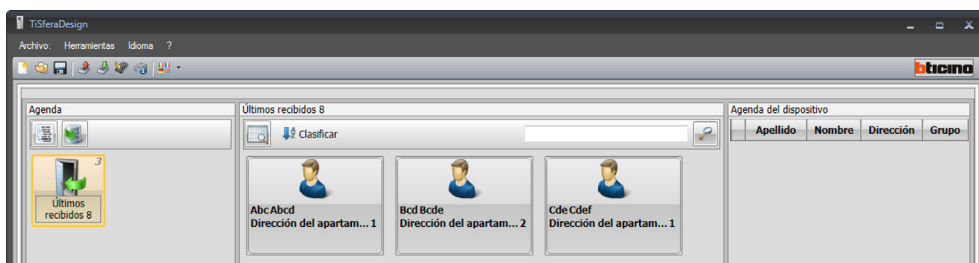 TiSferaDesign
Archivo: Herramientas Idioma ?
bticino
Agenda
Últimos recibidos 8
Agenda del dispositivo
Clasificar
Apellido Nombre Dirección Grupo
3
Últimos
recibidos 8
Abc Abcd
Dirección del apartam... 1
Bcd Bcde
Dirección del apartam... 2
Cde Cdef
Dirección del apartam... 1